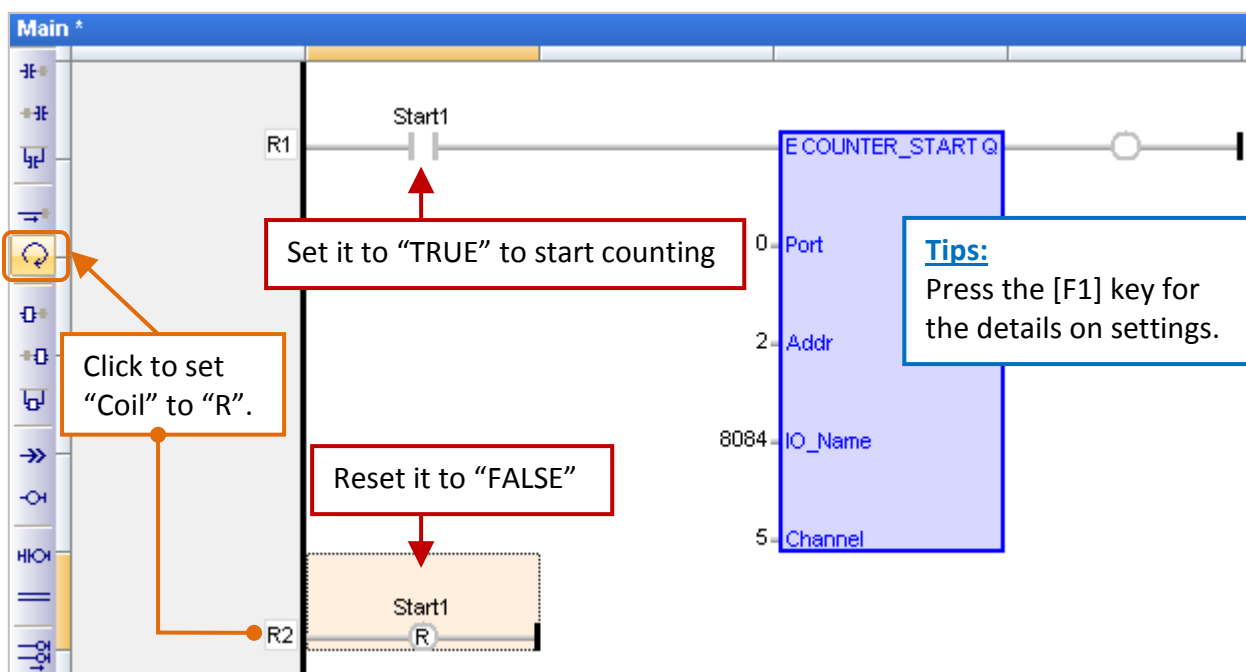 Main *
Start1
R1
E COUNTER_START Q
Set it to “TRUE” to start counting
0
Port
Tips:
Press the [F1] key for
the details on settings.
2
Addr
Click to set
“Coil” to “R”.
8084
IO_Name
Reset it to “FALSE”
5
Channel
Start1
R2
R